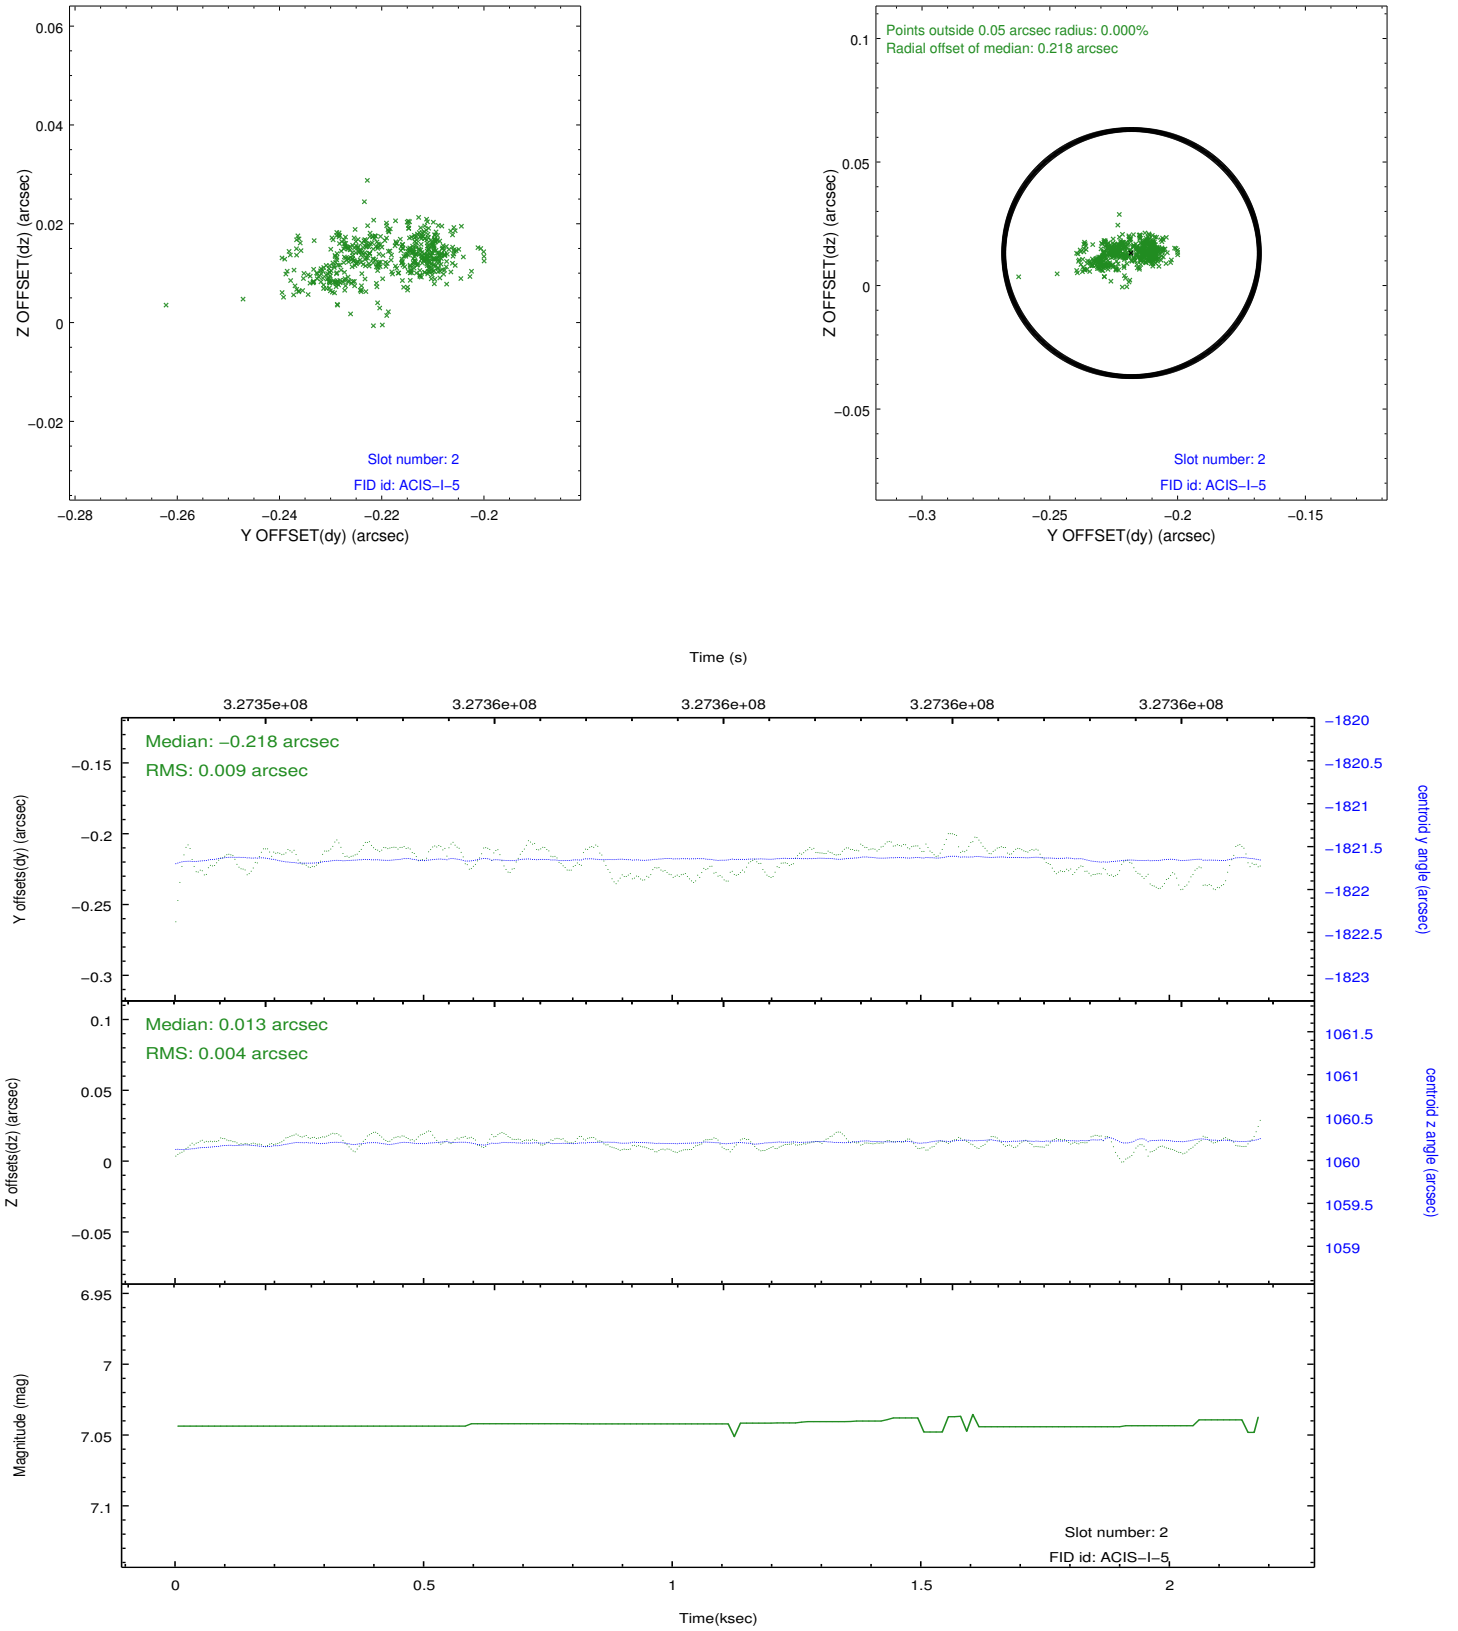 0.06
0.04
0.02
0
−0.02
Z OFFSET(dz) (arcsec)
Slot number: 2
FID id: ACIS−I−5
−0.28
−0.26
−0.24
−0.22
−0.2
Y OFFSET(dy) (arcsec)
Points outside 0.05 arcsec radius: 0.000%
Radial offset of median: 0.218 arcsec
0.1
0.05
0
−0.05
Z OFFSET(dz) (arcsec)
Slot number: 2
FID id: ACIS−I−5
−0.3
−0.25
−0.2
−0.15
Y OFFSET(dy) (arcsec)
Time (s)
3.2735e+08
3.2736e+08
3.2736e+08
3.2736e+08
3.2736e+08
Median: −0.218 arcsec
RMS: 0.009 arcsec
−0.15
−0.2
−0.25
−0.3
Y offsets(dy) (arcsec)
−1820
−1820.5
−1821
−1821.5
−1822
−1822.5
−1823
centroid y angle (arcsec)
Median: 0.013 arcsec
RMS: 0.004 arcsec
0.1
0.05
0
−0.05
Z offsets(dz) (arcsec)
1061.5
1061
1060.5
1060
1059.5
1059
centroid z angle (arcsec)
6.95
7
7.05
7.1
Magnitude (mag)
Slot number: 2
FID id: ACIS−I−5
0
0.5
1
1.5
2
Time(ksec)